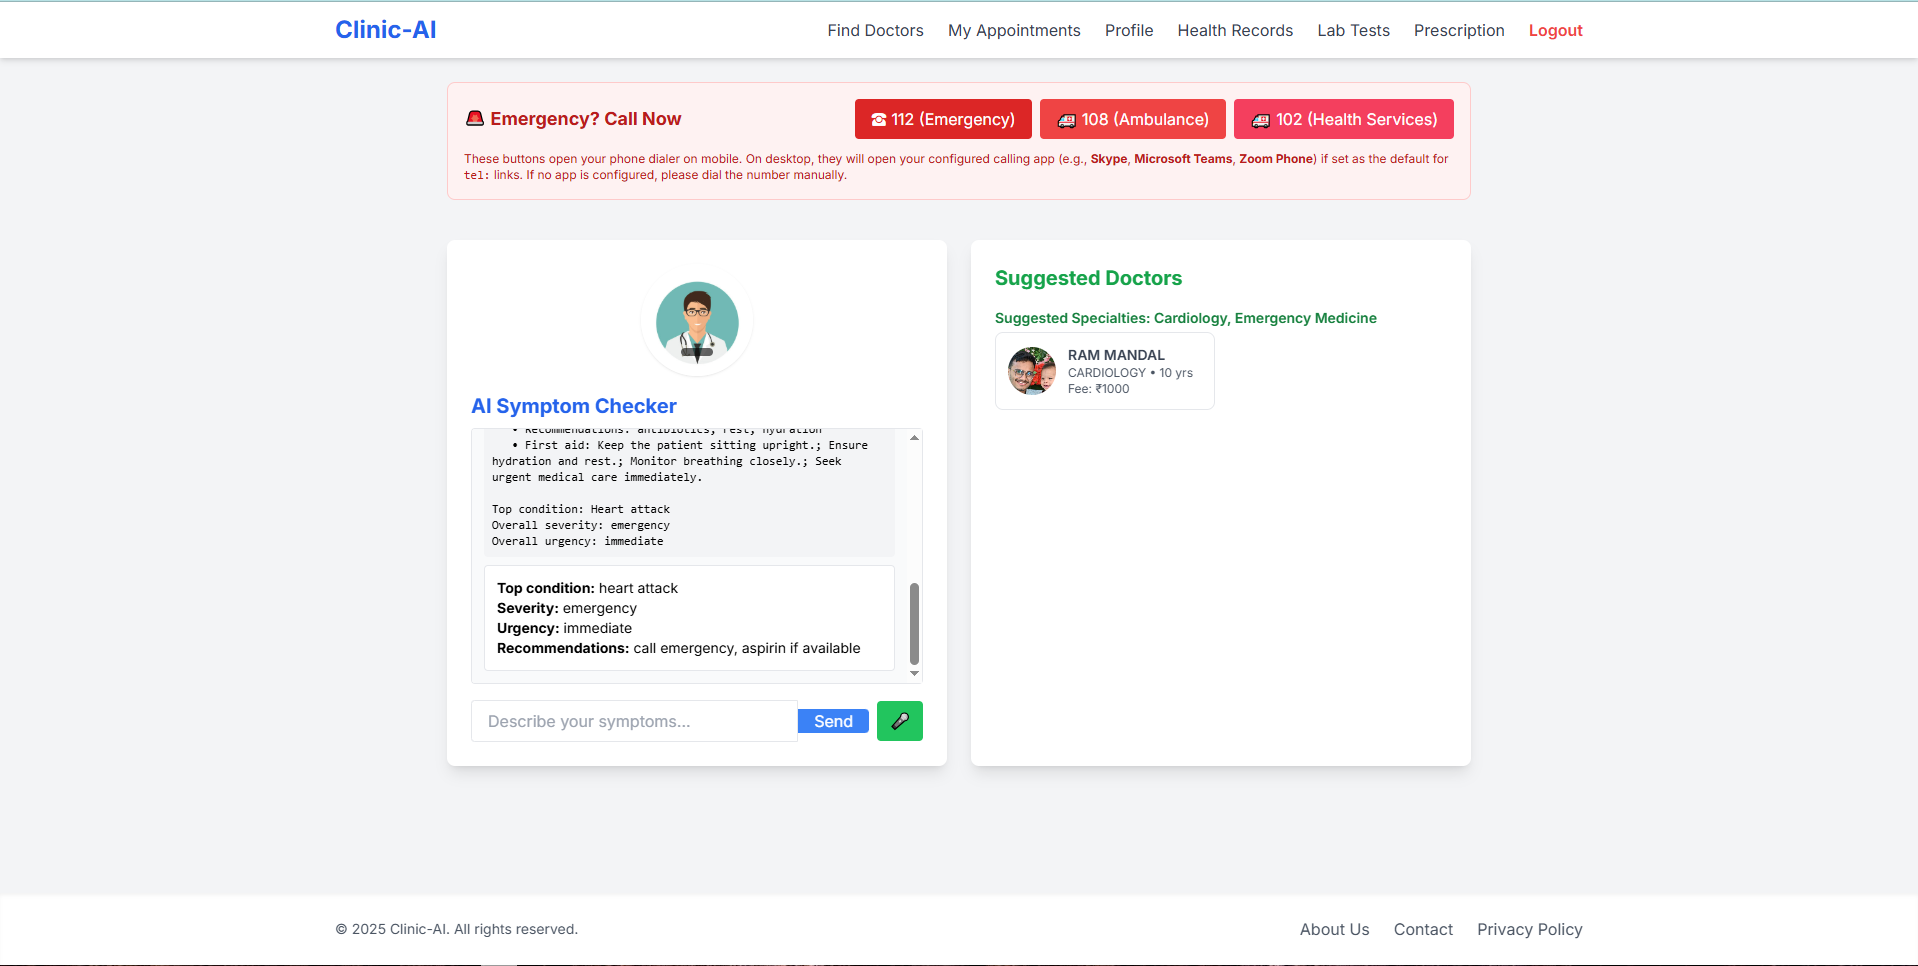 Clinic-AI
Find Doctors
My Appointments
Profile
Health Records
Lab Tests
Prescription
Logout
Emergency? Call Now
112 (Emergency)
108 (Ambulance)
102 (Health Services)
These buttons open your phone dialer on mobile. On desktop, they will open your configured calling app (e.g., Skype, Microsoft Teams, Zoom Phone) if set as the default for
tel: links. If no app is configured, please dial the number manually.
AI Symptom Checker
• Recommendations: antibiotics, rest, hydration
• First aid: Keep the patient sitting upright.; Ensure
hydration and rest.; Monitor breathing closely.; Seek
urgent medical care immediately.
Top condition: Heart attack
Overall severity: emergency
Overall urgency: immediate
Top condition: heart attack
Severity: emergency
Urgency: immediate
Recommendations: call emergency, aspirin if available
Describe your symptoms...
Send
Suggested Doctors
Suggested Specialties: Cardiology, Emergency Medicine
RAM MANDAL
CARDIOLOGY • 10 yrs
Fee: ₹1000
© 2025 Clinic-AI. All rights reserved.
About Us
Contact
Privacy Policy